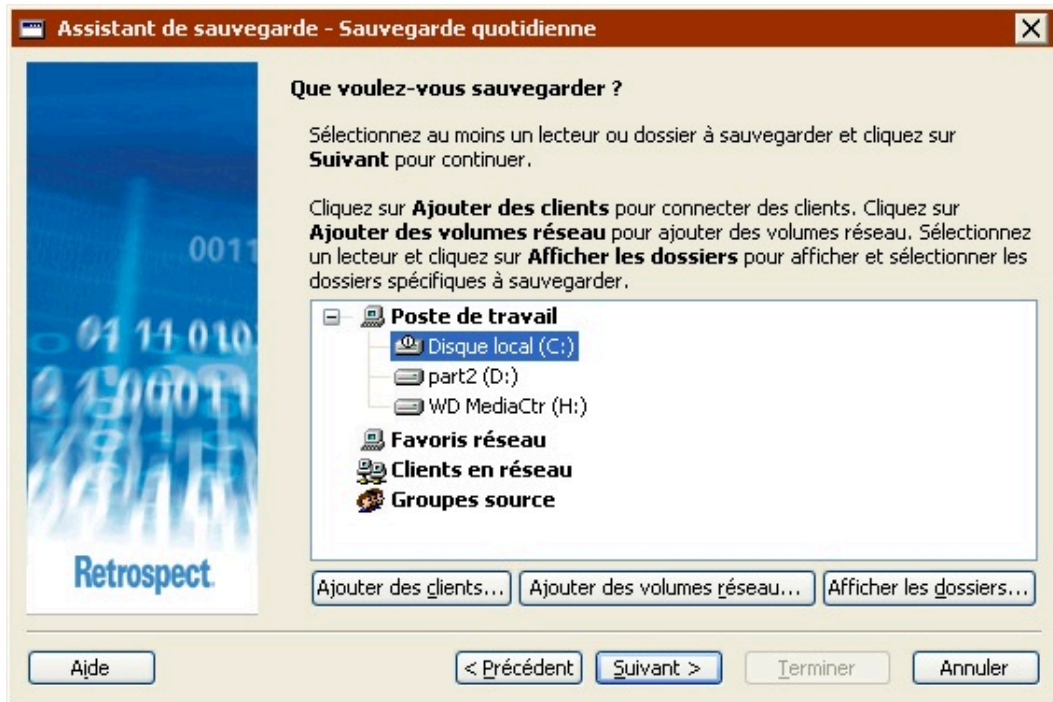 Assistant de sauvegarde - Sauvegarde quotidienne
Que voulez-vous sauvegarder ?
Sélectionnez au moins un lecteur ou dossier à sauvegarder et cliquez sur
Suivant pour continuer.
Cliquez sur Ajouter des clients pour connecter des clients. Cliquez sur
Ajouter des volumes réseau pour ajouter des volumes réseau. Sélectionnez
un lecteur et cliquez sur Afficher les dossiers pour afficher et sélectionner les
dossiers spécifiques à sauvegarder.
Poste de travail
Disque local (C:)
part2 (D:)
WD MediaCtr (H:)
Favoris réseau
Clients en réseau
Groupes source
0011
01 11 010
Retrospect
Ajouter des clients... Ajouter des volumes réseau... Afficher les dossiers...
Aide < Précédent Suivant > Terminer Annuler